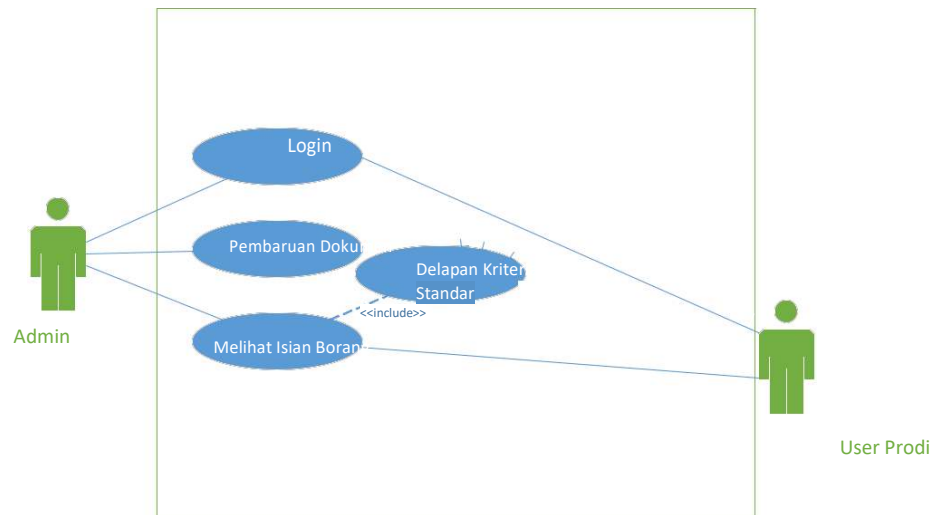 Login
Pembaruan Doku
Delapan Kriter
Standar
<<include>>
Admin
Melihat Isian Boran
User Prodi